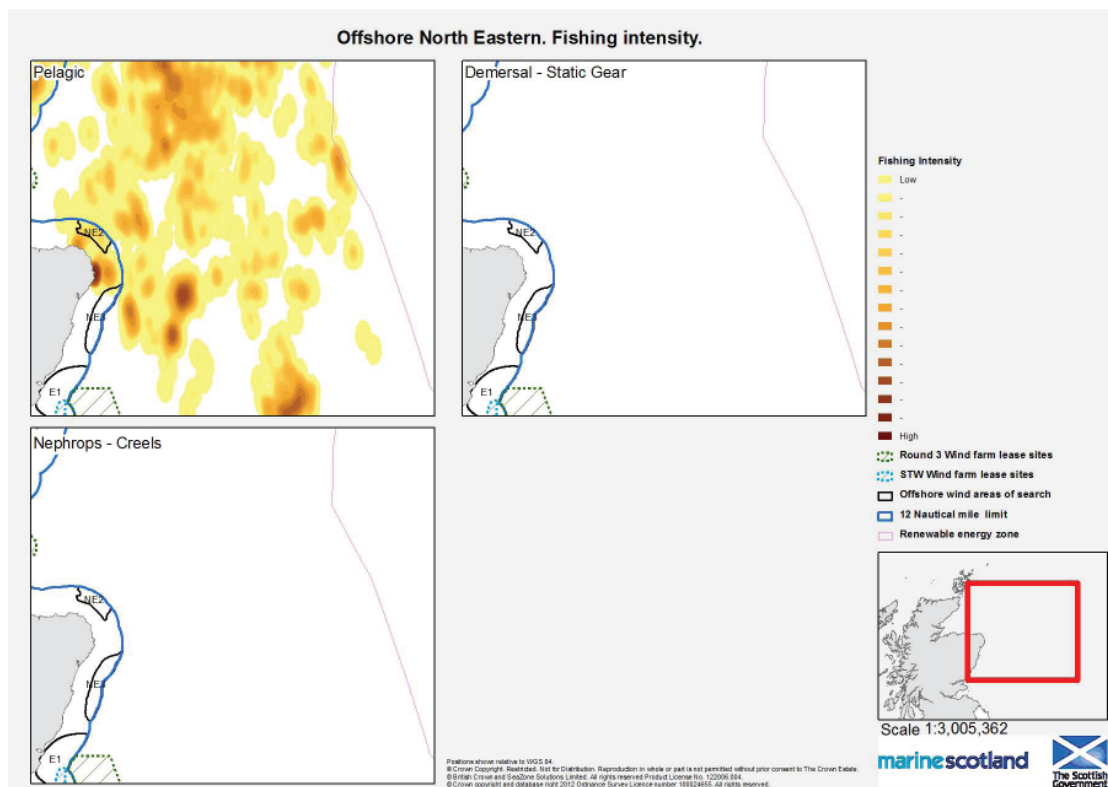 Offshore North Eastern. Fishing intensity.
Pelagic
NE2
NE3
E1
Demersal - Static Gear
NE2
NE3
E1
Nephrops - Creels
NE2
NE3
E1
Fishing Intensity
Low
-
-
-
-
-
-
-
-
-
-
-
-
-
High
Round 3 Wind farm lease sites
STW Wind farm lease sites
Offshore wind areas of search
12 Nautical mile limit
Renewable energy zone
Scale 1:3,005,362
marinescotland
The Scottish
Government
Positions shown relative to WGS 84.
© Crown Copyright. Restricted. Not for Distribution. Reproduction in whole or part is not permitted without prior consent to The Crown Estate.
© British Crown and SeaZone Solutions Limited. All rights reserved Product License No. 122006.004.
© Crown copyright and database right 2012 Ordnance Survey Licence number 100024655. All rights reserved.